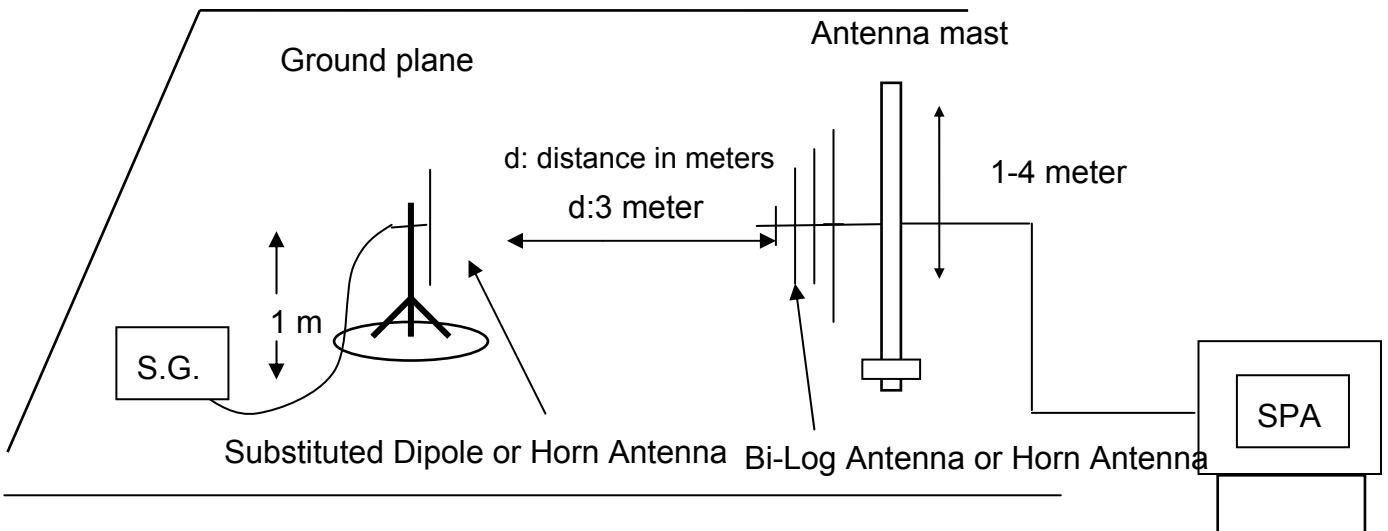 Antenna mast
Ground plane
d: distance in meters
1-4 meter
d:3 meter
1 m
S.G.
SPA
Substituted Dipole or Horn Antenna
Bi-Log Antenna or Horn Antenna